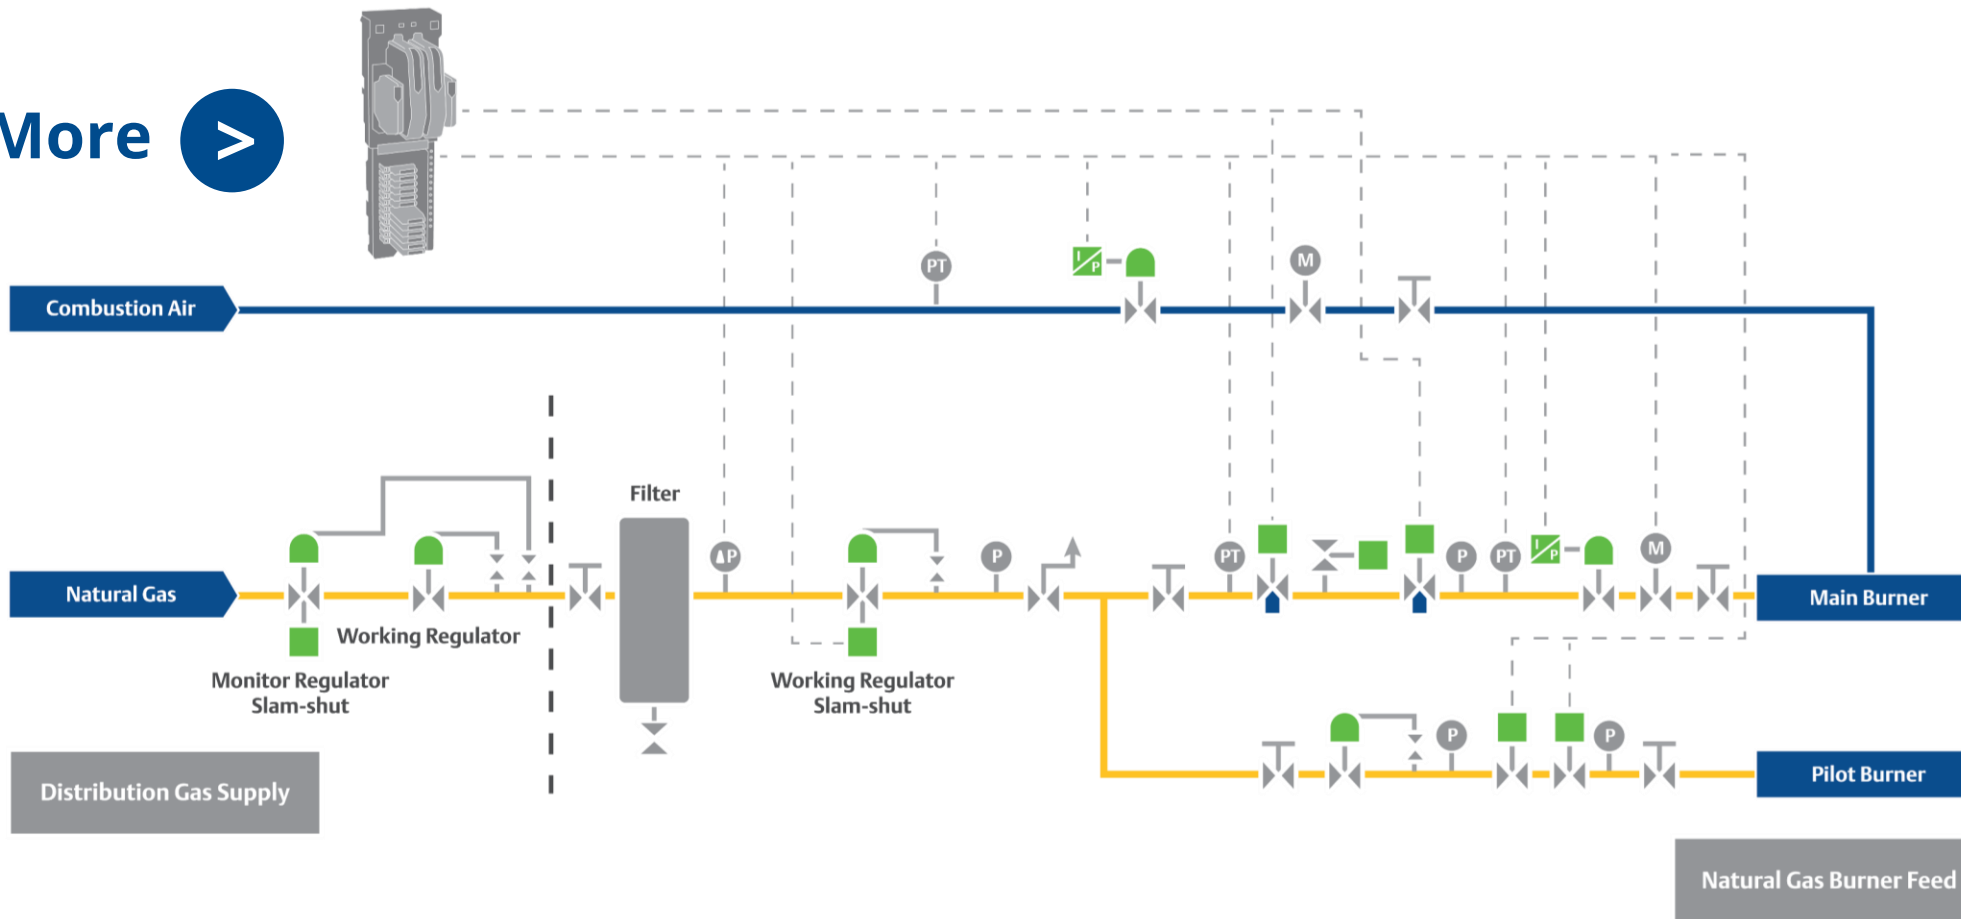 More >
PT
I/P
M
Combustion Air
Filter
ΔP
P
PT
P
PT
I/P
M
Natural Gas
Main Burner
Working Regulator
Monitor Regulator
Slam-shut
Working Regulator
Slam-shut
P
P
Pilot Burner
Distribution Gas Supply
Natural Gas Burner Feed